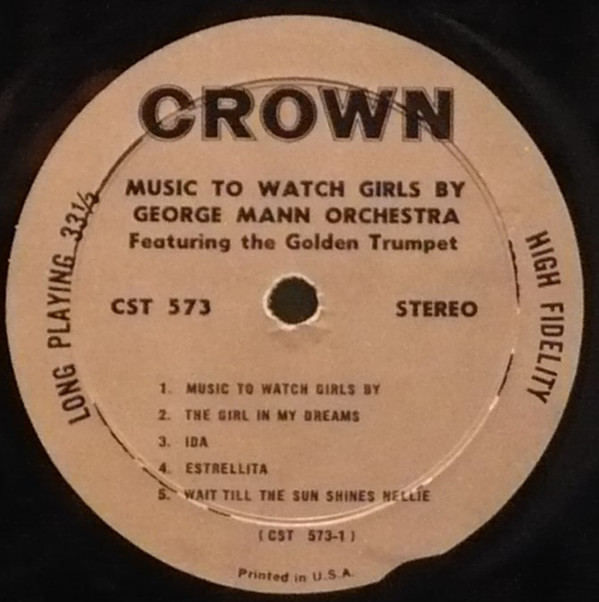 CROWN
MUSIC TO WATCH GIRLS BY
GEORGE MANN ORCHESTRA
Featuring the Golden Trumpet
LONG PLAYING 33⅓
HIGH FIDELITY
CST 573
STEREO
1. MUSIC TO WATCH GIRLS BY
2. THE GIRL IN MY DREAMS
3. IDA
4. ESTRELLITA
5. WAIT TILL THE SUN SHINES NELLIE
(CST 573-1)
Printed in U.S.A.